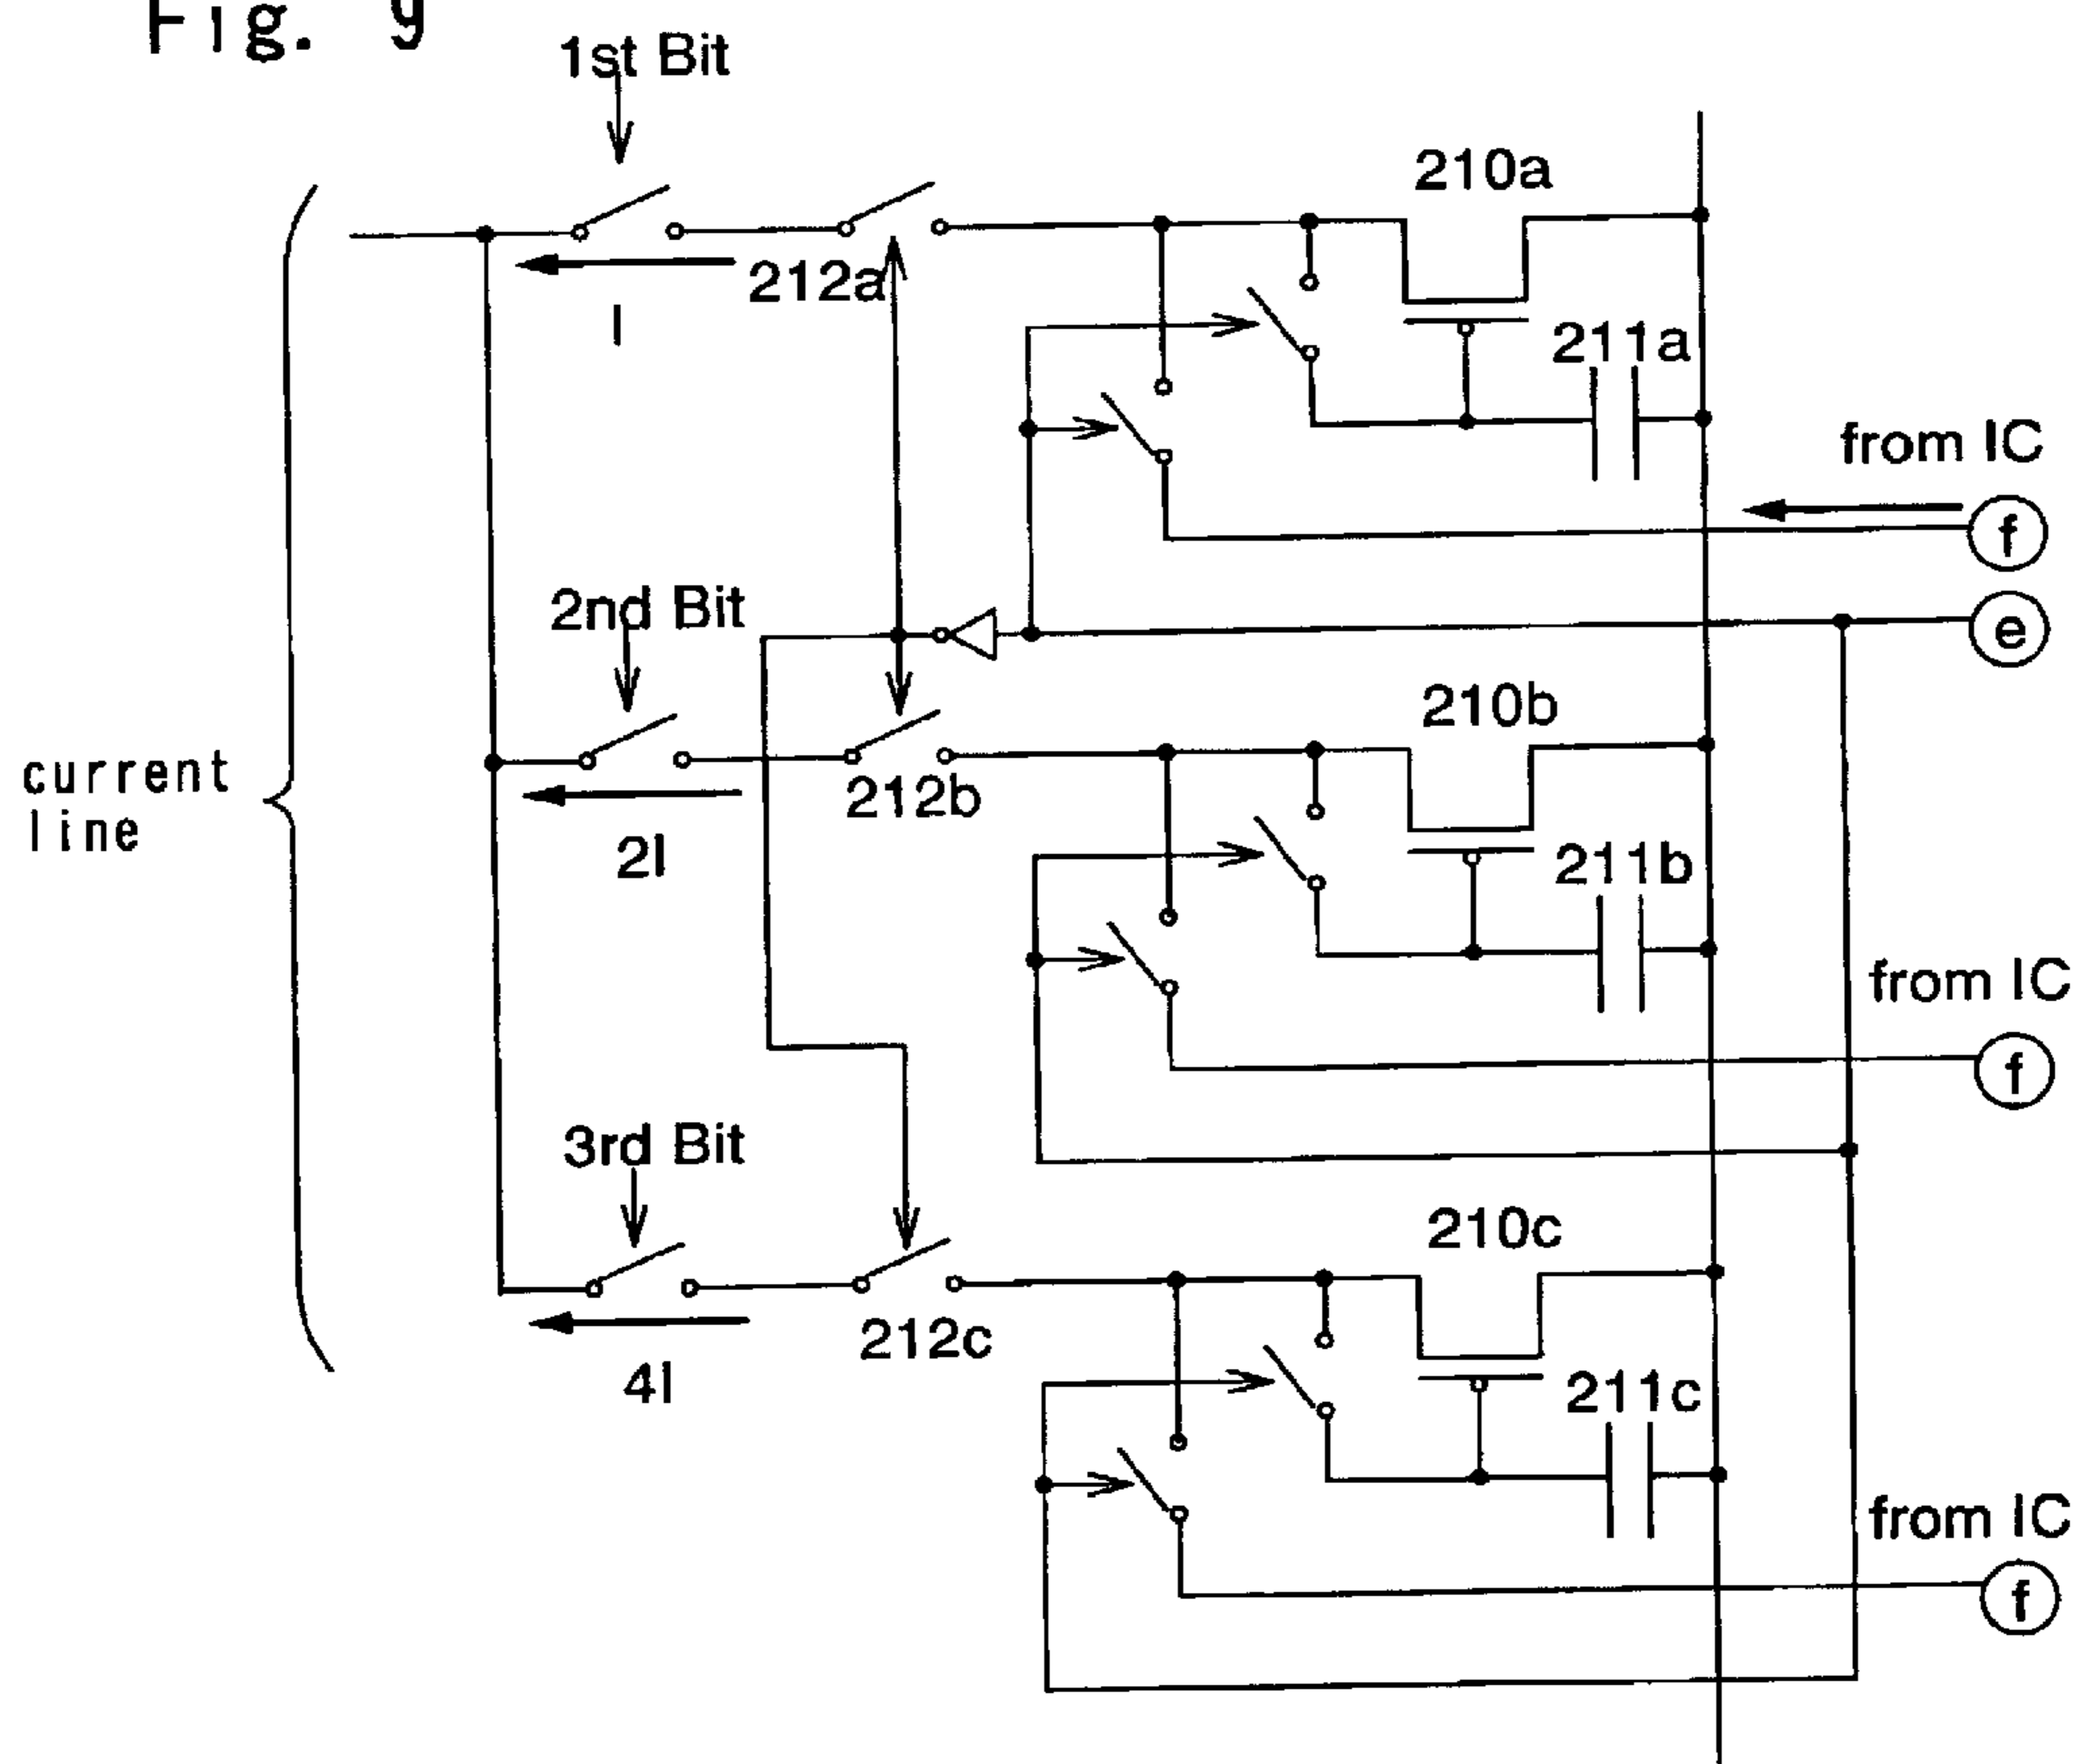 Fig. 9
1st Bit
210a
212a
I
211a
from IC
f
2nd Bit
e
210b
current
line
212b
2I
211b
from IC
f
3rd Bit
210c
212c
4I
211c
from IC
f